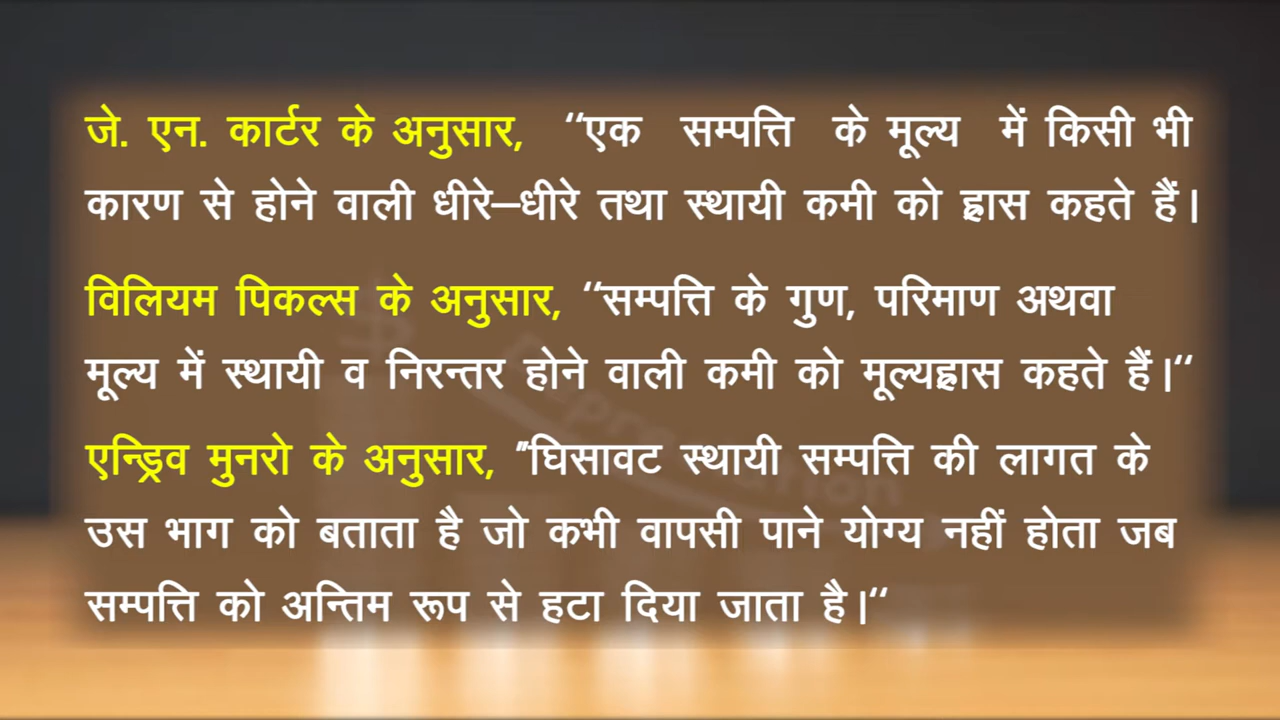 जे. एन. कार्टर के अनुसार, “एक सम्पत्ति के मूल्य में किसी भी
कारण से होने वाली धीरे–धीरे तथा स्थायी कमी को ह्रास कहते हैं।
विलियम पिकल्स के अनुसार, “सम्पत्ति के गुण, परिमाण अथवा
मूल्य में स्थायी व निरन्तर होने वाली कमी को मूल्यह्रास कहते हैं।“
एन्ड्रिव मुनरो के अनुसार, "घिसावट स्थायी सम्पत्ति की लागत के
उस भाग को बताता है जो कभी वापसी पाने योग्य नहीं होता जब
सम्पत्ति को अन्तिम रूप से हटा दिया जाता है।“
Depreciation